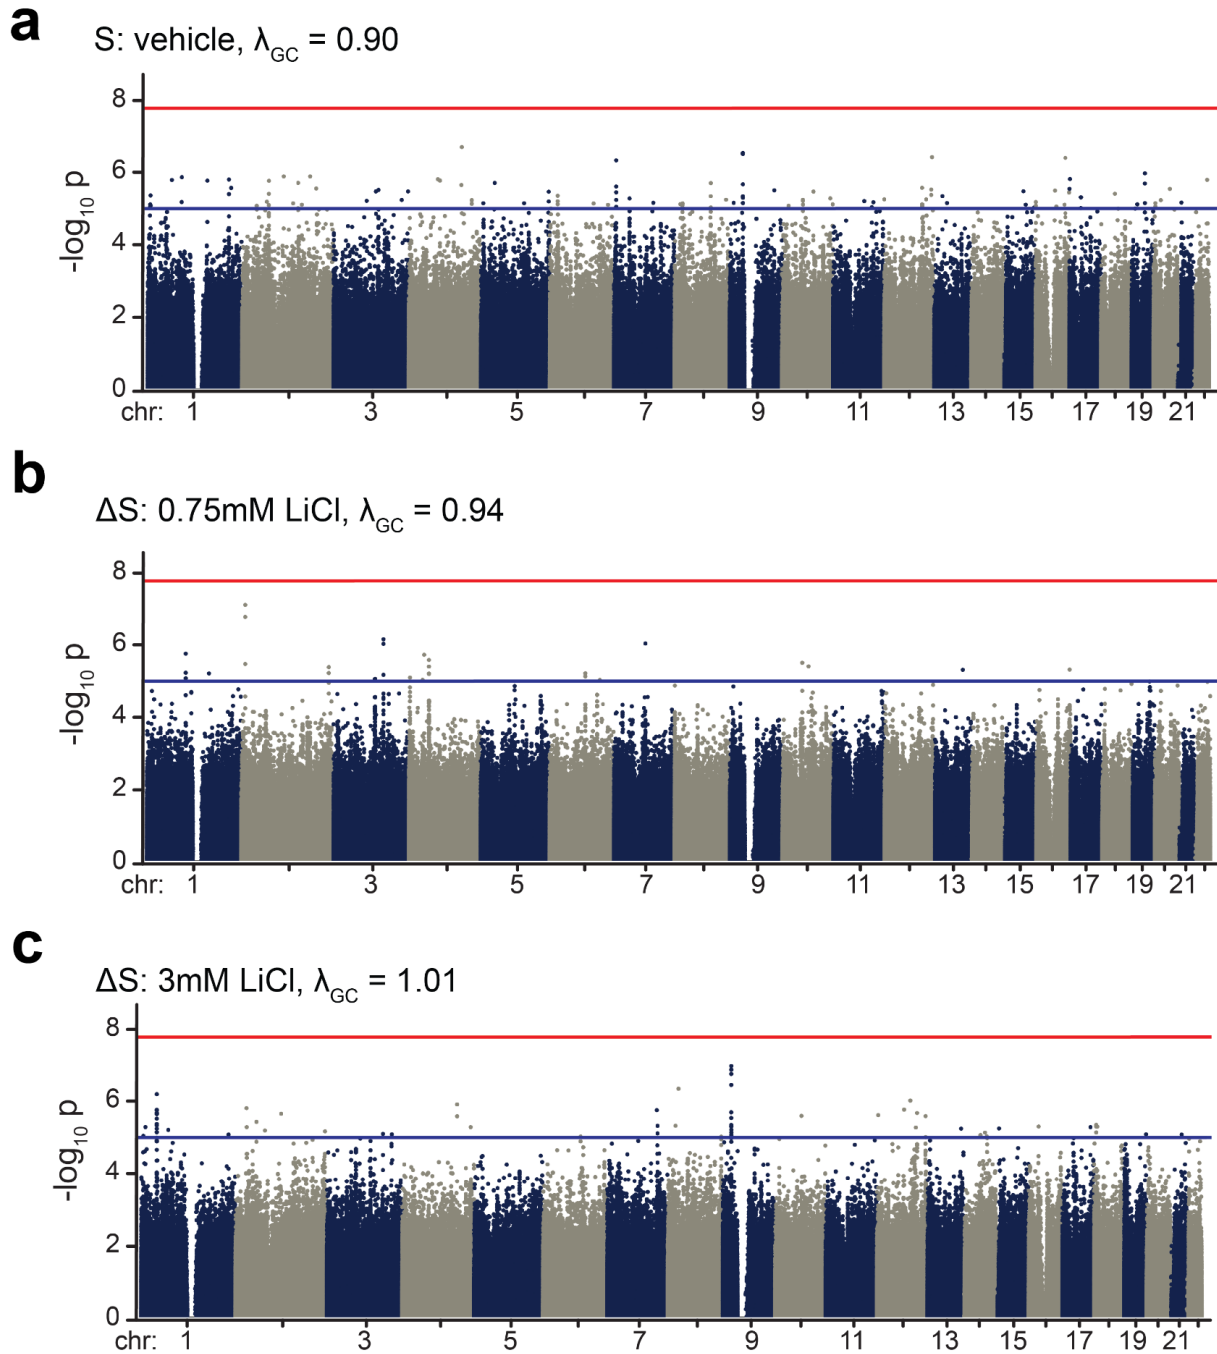 a
S: vehicle, λGC = 0.90
8
6
4
2
0
-log10 p
chr: 1 3 5 7 9 11 13 15 17 19 21
b
ΔS: 0.75mM LiCl, λGC = 0.94
8
6
4
2
0
-log10 p
chr: 1 3 5 7 9 11 13 15 17 19 21
c
ΔS: 3mM LiCl, λGC = 1.01
8
6
4
2
0
-log10 p
chr: 1 3 5 7 9 11 13 15 17 19 21